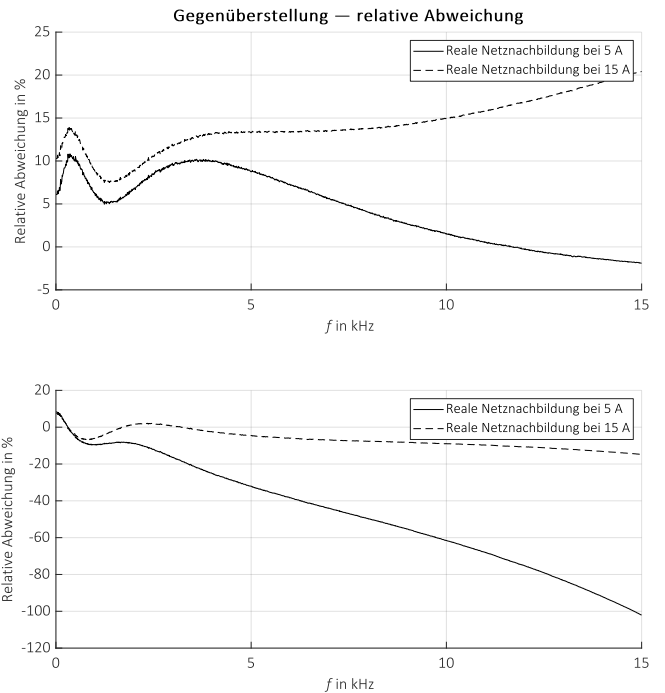 Gegenüberstellung — relative Abweichung
25
20
15
10
5
0
-5
Relative Abweichung in %
Reale Netznachbildung bei 5 A
Reale Netznachbildung bei 15 A
0
5
10
15
f in kHz
20
0
-20
-40
-60
-80
-100
-120
Relative Abweichung in %
Reale Netznachbildung bei 5 A
Reale Netznachbildung bei 15 A
0
5
10
15
f in kHz